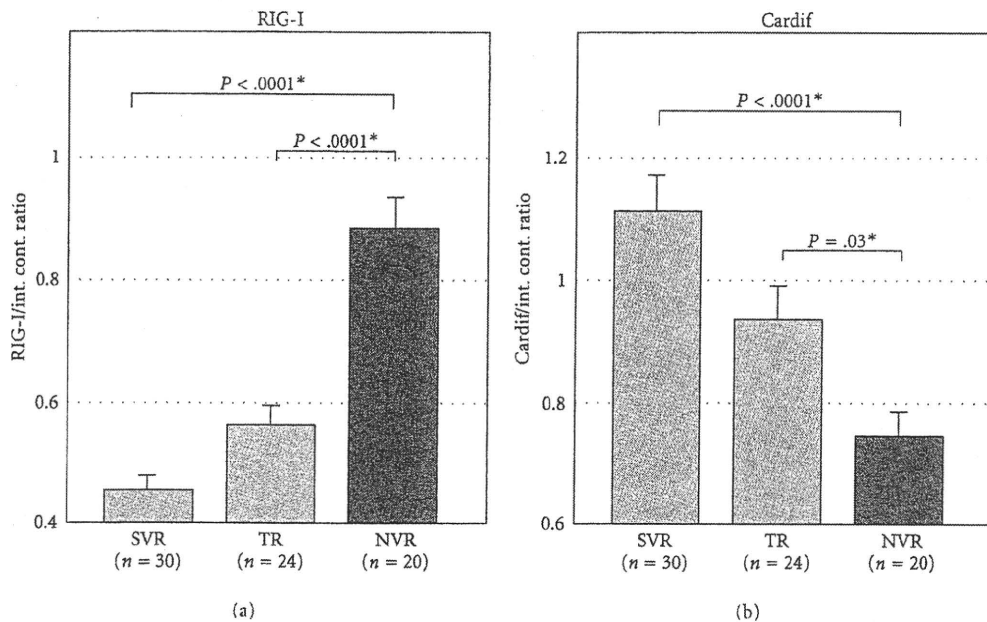 RIG-I
P < .0001*
P < .0001*
1
0.8
0.6
0.4
RIG-I/int. cont. ratio
SVR
(n = 30)
TR
(n = 24)
NVR
(n = 20)
(a)
Cardif
P < .0001*
P = .03*
1.2
1
0.8
0.6
Cardif/int. cont. ratio
SVR
(n = 30)
TR
(n = 24)
NVR
(n = 20)
(b)